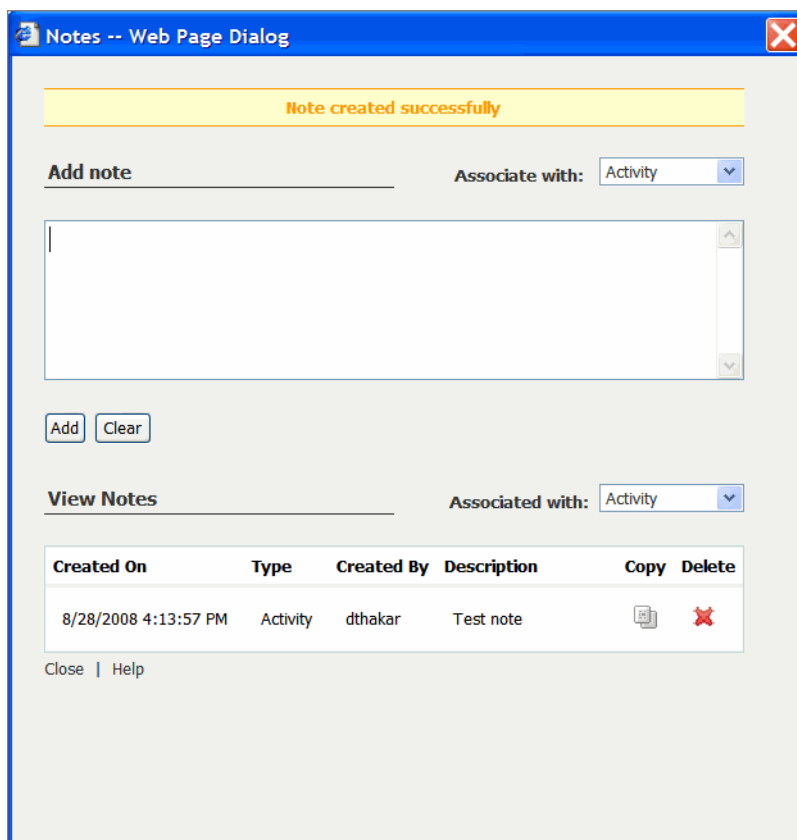 Notes -- Web Page Dialog
Note created successfully
Add note Associate with: Activity
Add Clear
View Notes Associated with: Activity
Created On Type Created By Description Copy Delete
8/28/2008 4:13:57 PM Activity dthakar Test note
Close | Help